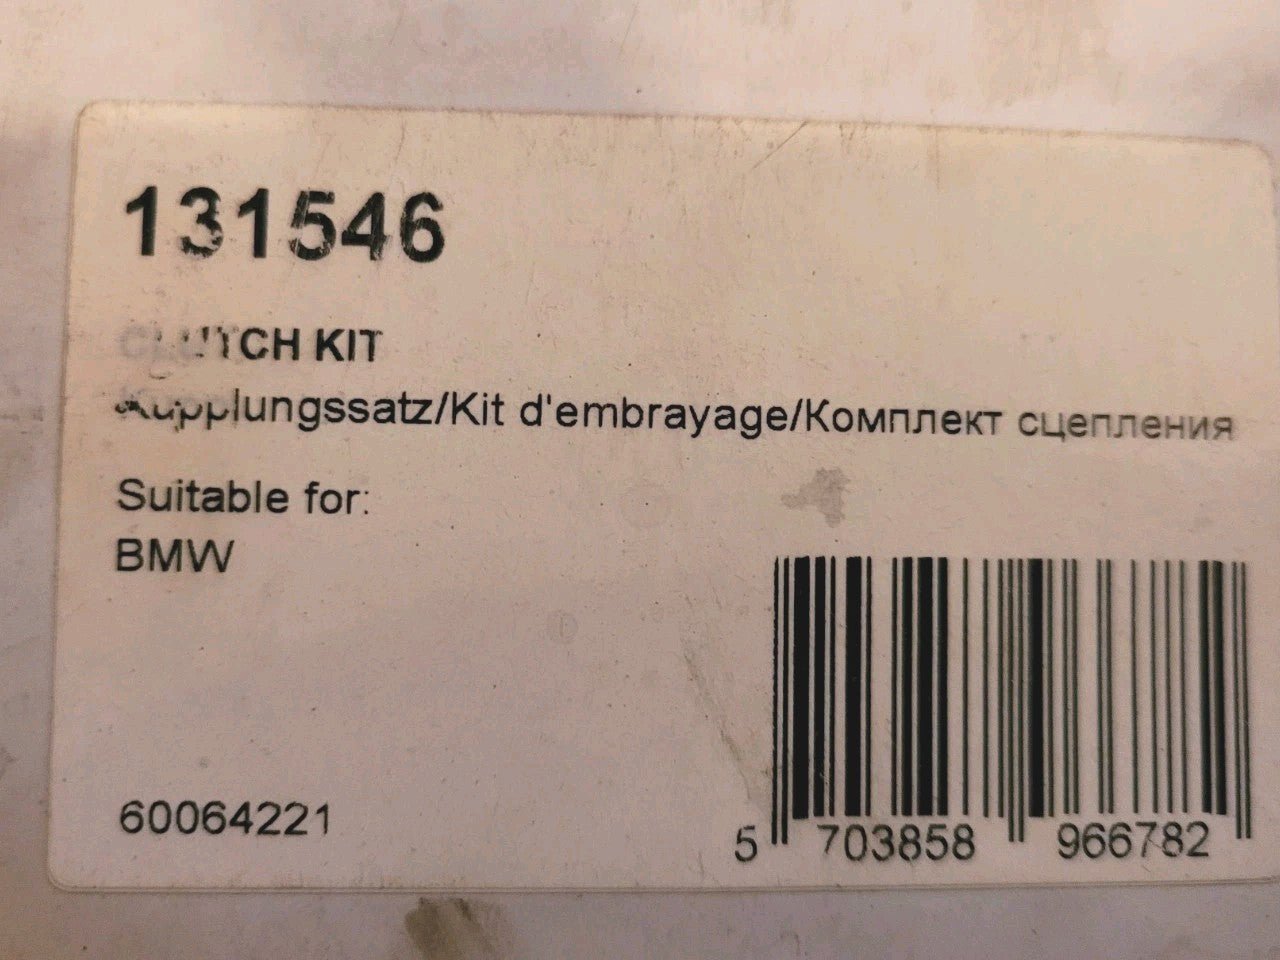 131546
CLUTCH KIT
Kupplungssatz/Kit d'embrayage/Комплект сцепления
Suitable for:
BMW
60064221
5 703858 966782